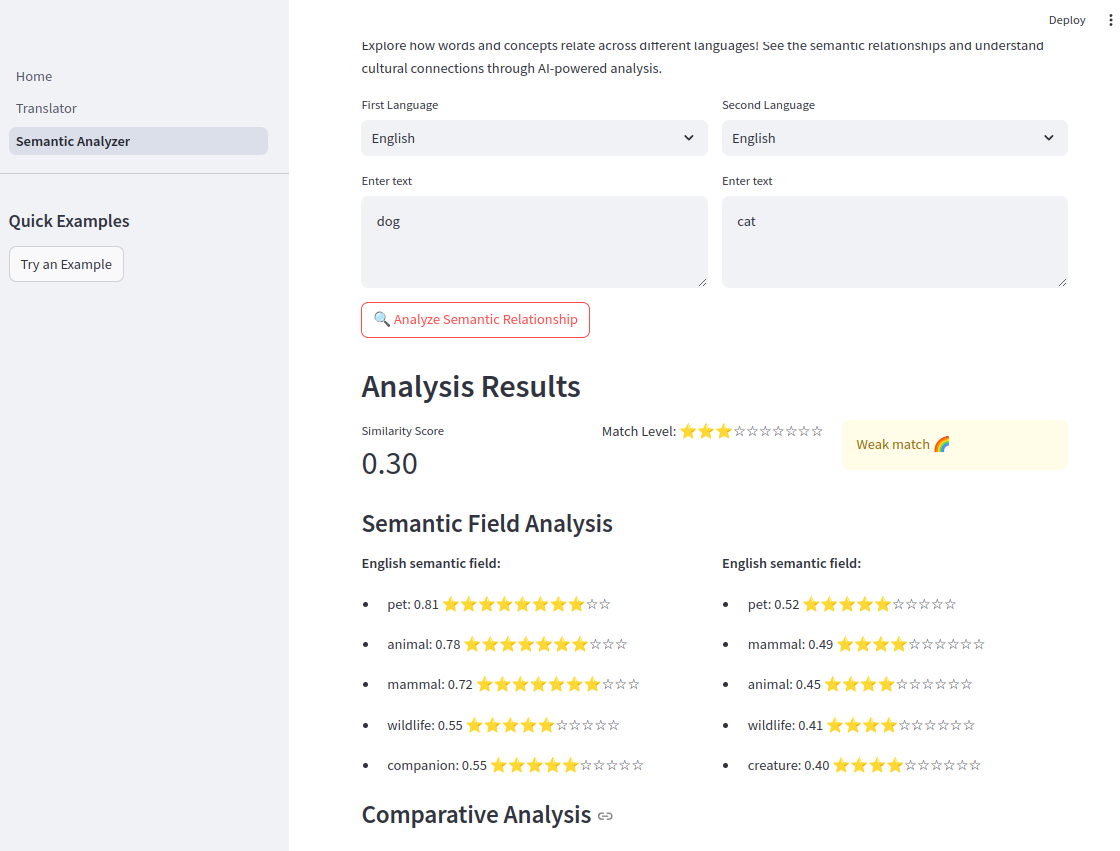 Deploy
Home
Translator
Semantic Analyzer
Quick Examples
Try an Example
Explore how words and concepts relate across different languages! See the semantic relationships and understand
cultural connections through AI-powered analysis.
First Language
Second Language
English
English
Enter text
Enter text
dog
cat
🔍 Analyze Semantic Relationship
Analysis Results
Similarity Score
0.30
Match Level: ⭐⭐⭐☆☆☆☆☆☆☆
Weak match 🌈
Semantic Field Analysis
English semantic field:
• pet: 0.81 ⭐⭐⭐⭐⭐⭐⭐⭐☆☆
• animal: 0.78 ⭐⭐⭐⭐⭐⭐⭐☆☆☆
• mammal: 0.72 ⭐⭐⭐⭐⭐⭐⭐☆☆☆
• wildlife: 0.55 ⭐⭐⭐⭐⭐☆☆☆☆☆
• companion: 0.55 ⭐⭐⭐⭐⭐☆☆☆☆☆
English semantic field:
• pet: 0.52 ⭐⭐⭐⭐⭐☆☆☆☆☆
• mammal: 0.49 ⭐⭐⭐⭐☆☆☆☆☆☆
• animal: 0.45 ⭐⭐⭐⭐☆☆☆☆☆☆
• wildlife: 0.41 ⭐⭐⭐⭐☆☆☆☆☆☆
• creature: 0.40 ⭐⭐⭐⭐☆☆☆☆☆☆
Comparative Analysis